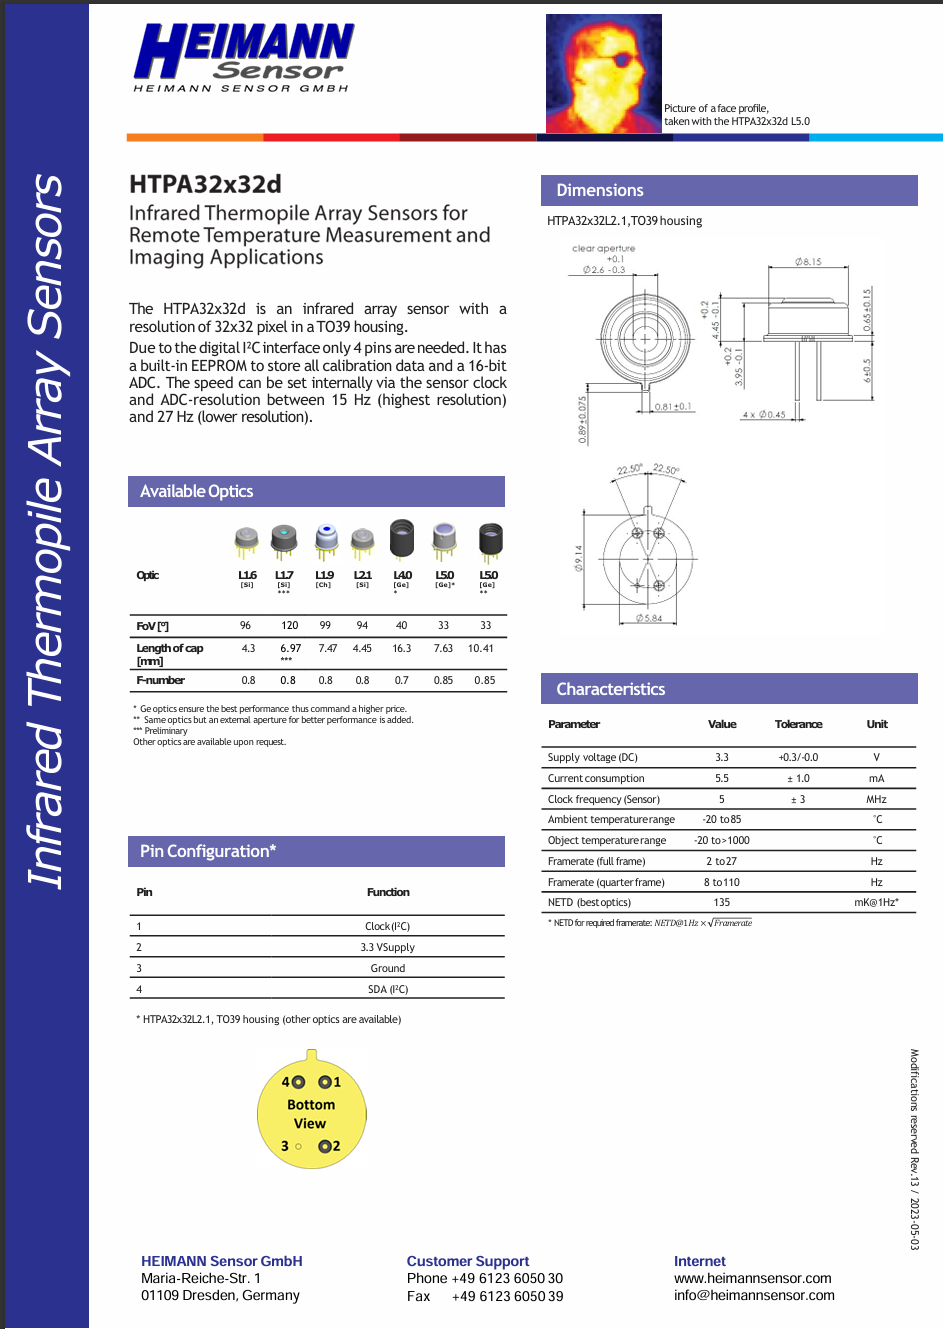 HEIMANN
Sensor
HEIMANN SENSOR GMBH
Picture of a face profile,
taken with the HTPA32x32d L5.0
Infrared Thermopile Array Sensors
HTPA32x32d
Infrared Thermopile Array Sensors for
Remote Temperature Measurement and
Imaging Applications
The HTPA32x32d is an infrared array sensor with a
resolution of 32x32 pixel in a TO39 housing.
Due to the digital I²C interface only 4 pins are needed. It has
a built-in EEPROM to store all calibration data and a 16-bit
ADC. The speed can be set internally via the sensor clock
and ADC-resolution between 15 Hz (highest resolution)
and 27 Hz (lower resolution).
Available Optics
Optic L1.6 L1.7 L1.9 L2.1 L4.0 L5.0 L5.0
[Si] [Si] [Ch] [Si] [Ge] [Ge]* [Ge]
*** * **
FoV [°] 96 120 99 94 40 33 33
Length of cap 4.3 6.97 7.47 4.45 16.3 7.63 10.41
[mm] ***
F-number 0.8 0.8 0.8 0.8 0.7 0.85 0.85
* Ge optics ensure the best performance thus command a higher price.
** Same optics but an external aperture for better performance is added.
*** Preliminary
Other optics are available upon request.
Pin Configuration*
Pin Function
1 Clock (I²C)
2 3.3 V Supply
3 Ground
4 SDA (I²C)
* HTPA32x32L2.1, TO39 housing (other optics are available)
4 1
Bottom
View
3 2
Dimensions
HTPA32x32L2.1,TO39 housing
clear aperture
+0.1
Ø2.6 -0.3
Ø8.15
+0.2
4.45 -0.1
+0.2
3.95 -0.1
0.65±0.15
6±0.5
0.89±0.075
0.81±0.1
4 x Ø0.45
22.50° 22.50°
Ø9.14
Ø5.84
Characteristics
Parameter Value Tolerance Unit
Supply voltage (DC) 3.3 +0.3/-0.0 V
Current consumption 5.5 ± 1.0 mA
Clock frequency (Sensor) 5 ± 3 MHz
Ambient temperature range -20 to 85 °C
Object temperature range -20 to >1000 °C
Framerate (full frame) 2 to 27 Hz
Framerate (quarter frame) 8 to 110 Hz
NETD (best optics) 135 mK@1Hz*
* NETD for required framerate: NETD@1Hz × √Framerate
Modifications reserved Rev.13 / 2023-05-03
HEIMANN Sensor GmbH
Maria-Reiche-Str. 1
01109 Dresden, Germany
Customer Support
Phone +49 6123 6050 30
Fax +49 6123 6050 39
Internet
www.heimannsensor.com
info@heimannsensor.com